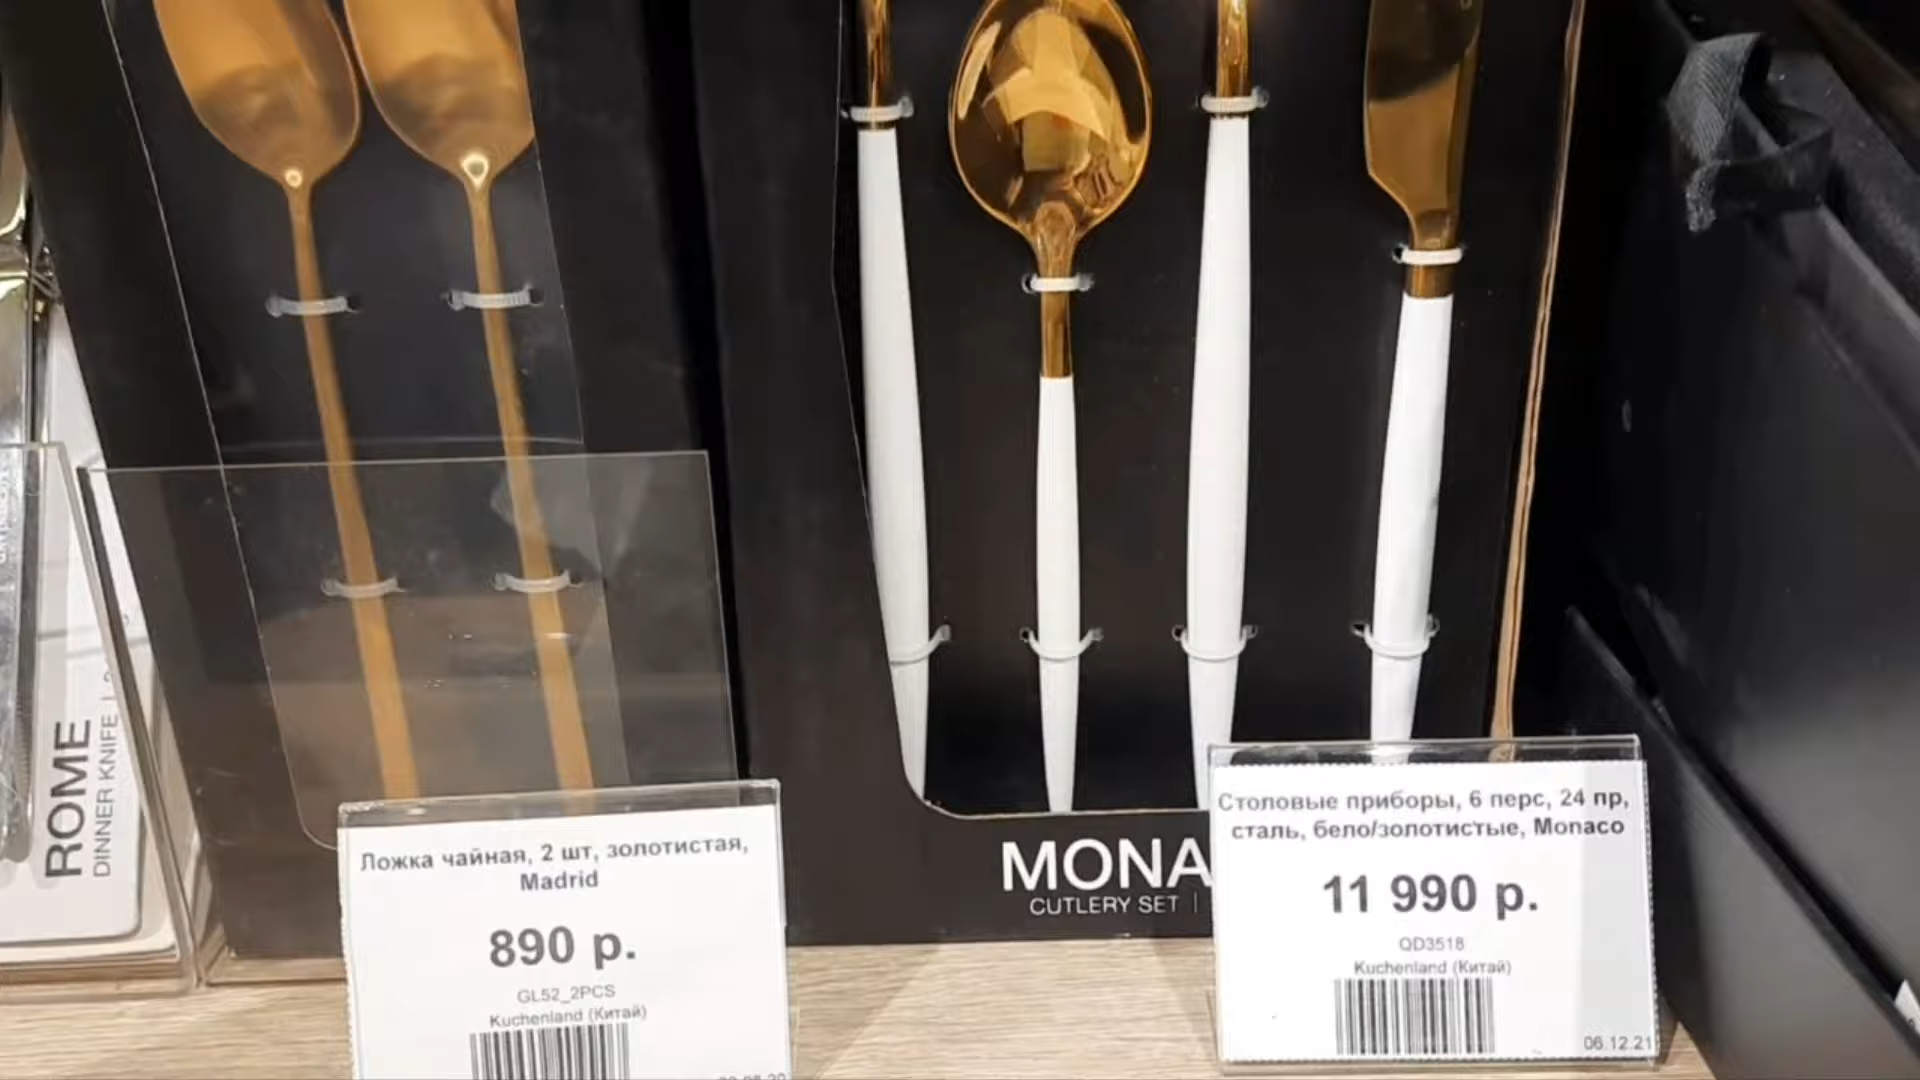 ROME
DINNER KNIFE
Ложка чайная, 2 шт, золотистая,
Madrid
890 р.
GL52_2PCS
Kuchenland (Китай)
MONA
CUTLERY SET |
Столовые приборы, 6 перс, 24 пр,
сталь, бело/золотистые, Monaco
11 990 р.
QD3518
Kuchenland (Китай)
06.12.21